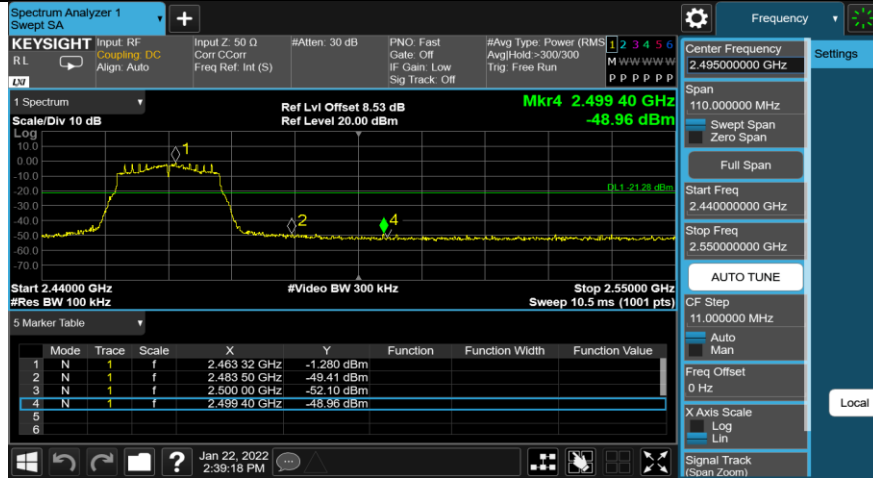 Spectrum Analyzer 1
Swept SA
Frequency
KEYSIGHT
RL
LXI
Input: RF
Coupling: DC
Align: Auto
Input Z: 50 Ω
Corr CCorr
Freq Ref: Int (S)
#Atten: 30 dB
PNO: Fast
Gate: Off
IF Gain: Low
Sig Track: Off
#Avg Type: Power (RMS
Avg|Hold:>300/300
Trig: Free Run
1 2 3 4 5 6
M W W W W W
P P P P P P
1 Spectrum
Scale/Div 10 dB
Log
Ref Lvl Offset 8.53 dB
Ref Level 20.00 dBm
Mkr4 2.499 40 GHz
-48.96 dBm
10.0
0.00
-10.0
-20.0
-30.0
-40.0
-50.0
-60.0
-70.0
1
2
4
DL1 -21.28 dBm
Start 2.44000 GHz
#Res BW 100 kHz
#Video BW 300 kHz
Stop 2.55000 GHz
Sweep 10.5 ms (1001 pts)
5 Marker Table
Mode Trace Scale X Y Function Function Width Function Value
1 N 1 f 2.463 32 GHz -1.280 dBm
2 N 1 f 2.483 50 GHz -49.41 dBm
3 N 1 f 2.500 00 GHz -52.10 dBm
4 N 1 f 2.499 40 GHz -48.96 dBm
5
6
?
Jan 22, 2022
2:39:18 PM
Center Frequency
2.495000000 GHz
Span
110.000000 MHz
Swept Span
Zero Span
Full Span
Start Freq
2.440000000 GHz
Stop Freq
2.550000000 GHz
AUTO TUNE
CF Step
11.000000 MHz
Auto
Man
Freq Offset
0 Hz
X Axis Scale
Log
Lin
Signal Track
(Span Zoom)
Settings
Local